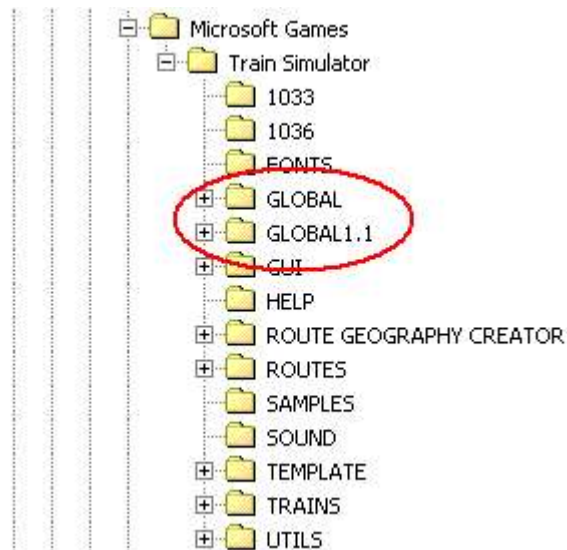 Microsoft Games
Train Simulator
1033
1036
FONTS
GLOBAL
GLOBAL1.1
GUI
HELP
ROUTE GEOGRAPHY CREATOR
ROUTES
SAMPLES
SOUND
TEMPLATE
TRAINS
UTILS